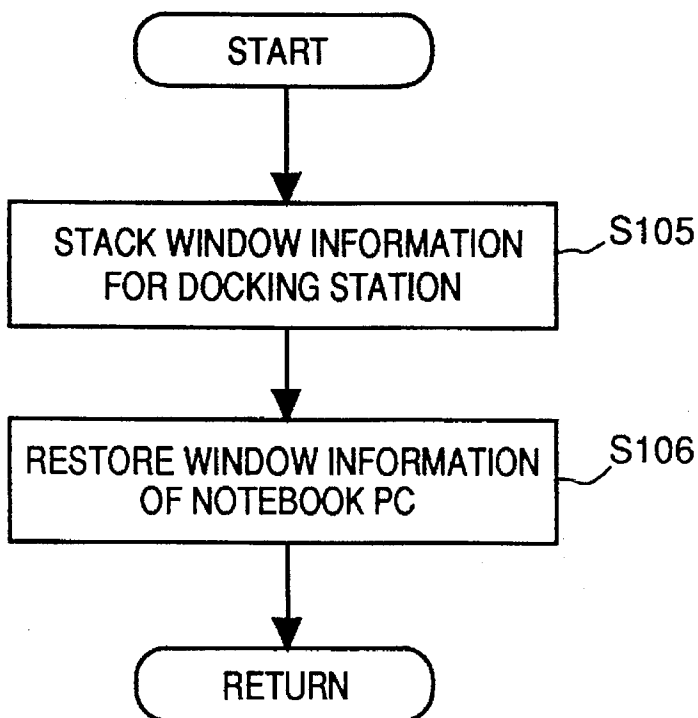 START
STACK WINDOW INFORMATION
FOR DOCKING STATION
S105
RESTORE WINDOW INFORMATION
OF NOTEBOOK PC
S106
RETURN